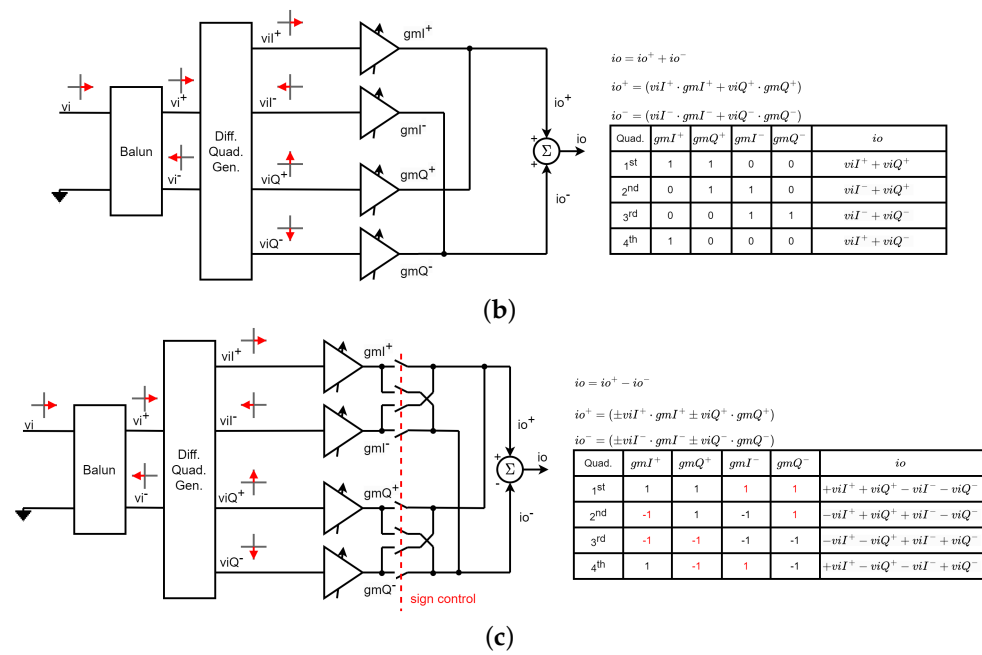 viI⁺
gmI⁺
vi
vi⁺
viI⁻
io⁺
gmI⁻
Balun
Diff. Quad. Gen.
Σ
+
+
io
vi⁻
viQ⁺
gmQ⁺
io⁻
viQ⁻
gmQ⁻
io = io⁺ + io⁻
io⁺ = (viI⁺ · gmI⁺ + viQ⁺ · gmQ⁺)
io⁻ = (viI⁻ · gmI⁻ + viQ⁻ · gmQ⁻)
Quad. gmI⁺ gmQ⁺ gmI⁻ gmQ⁻ io
1st 1 1 0 0 viI⁺ + viQ⁺
2nd 0 1 1 0 viI⁻ + viQ⁺
3rd 0 0 1 1 viI⁻ + viQ⁻
4th 1 0 0 0 viI⁺ + viQ⁻
(b)
viI⁺
gmI⁺
vi
vi⁺
viI⁻
io⁺
gmI⁻
Balun
Diff. Quad. Gen.
Σ
+
-
io
vi⁻
viQ⁺
gmQ⁺
io⁻
viQ⁻
gmQ⁻
sign control
io = io⁺ − io⁻
io⁺ = (±viI⁺ · gmI⁺ ± viQ⁺ · gmQ⁺)
io⁻ = (±viI⁻ · gmI⁻ ± viQ⁻ · gmQ⁻)
Quad. gmI⁺ gmQ⁺ gmI⁻ gmQ⁻ io
1st 1 1 1 1 +viI⁺ + viQ⁺ − viI⁻ − viQ⁻
2nd -1 1 -1 1 −viI⁺ + viQ⁺ + viI⁻ − viQ⁻
3rd -1 -1 -1 -1 −viI⁺ − viQ⁺ + viI⁻ + viQ⁻
4th 1 -1 1 -1 +viI⁺ − viQ⁺ − viI⁻ + viQ⁻
(c)